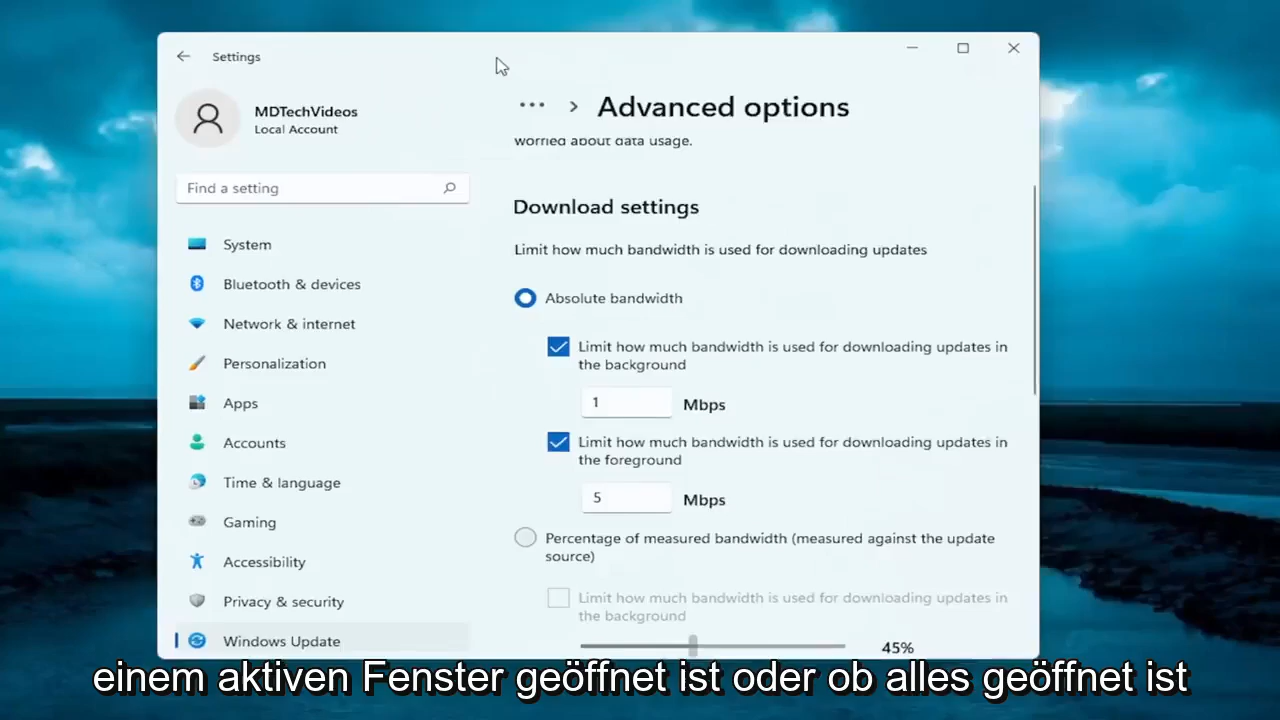 Settings
MDTechVideos
Local Account
Find a setting
System
Bluetooth & devices
Network & internet
Personalization
Apps
Accounts
Time & language
Gaming
Accessibility
Privacy & security
Windows Update
Advanced options
worried about data usage.
Download settings
Limit how much bandwidth is used for downloading updates
Absolute bandwidth
Limit how much bandwidth is used for downloading updates in
the background
1 Mbps
Limit how much bandwidth is used for downloading updates in
the foreground
5 Mbps
Percentage of measured bandwidth (measured against the update
source)
Limit how much bandwidth is used for downloading updates in
the background
45%
einem aktiven Fenster geöffnet ist oder ob alles geöffnet ist